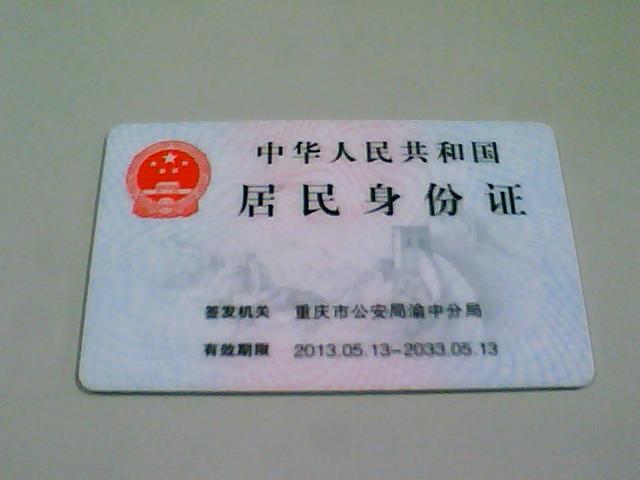 中华人民共和国
居民身份证
签发机关 重庆市公安局渝中分局
有效期限 2013.05.13-2033.05.13